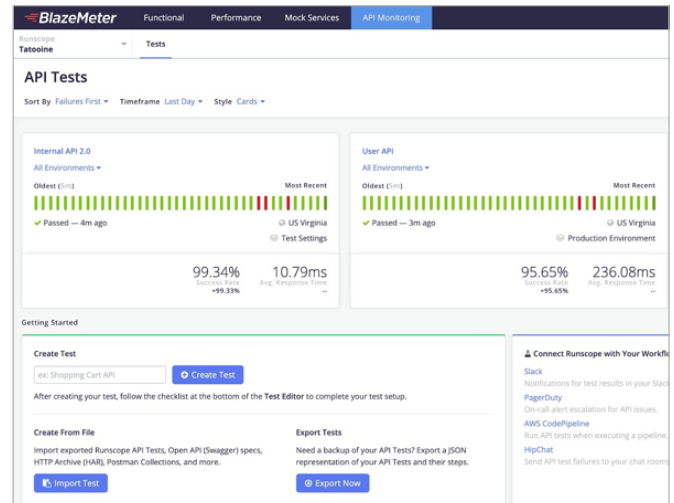 BlazeMeter
Functional
Performance
Mock Services
API Monitoring
Runscope
Tatooine
Tests
API Tests
Sort By Failures First
Timeframe Last Day
Style Cards
Internal API 2.0
All Environments
Oldest (5m)
Most Recent
Passed — 4m ago
US Virginia
Test Settings
99.34%
Success Rate
+99.33%
10.79ms
Avg. Response Time
--
User API
All Environments
Oldest (5m)
Most Recent
Passed — 3m ago
US Virginia
Production Environment
95.65%
Success Rate
+95.65%
236.08ms
Avg. Response Time
--
Getting Started
Create Test
ex: Shopping Cart API
Create Test
After creating your test, follow the checklist at the bottom of the Test Editor to complete your test setup.
Create From File
Import exported Runscope API Tests, Open API (Swagger) specs,
HTTP Archive (HAR), Postman Collections, and more.
Import Test
Export Tests
Need a backup of your API Tests? Export a JSON
representation of your API Tests and their steps.
Export Now
Connect Runscope with Your Workflo
Slack
Notifications for test results in your Slac
PagerDuty
On-call alert escalation for API issues.
AWS CodePipeline
Run API tests when executing a pipeline.
HipChat
Send API test failures to your chat rooms